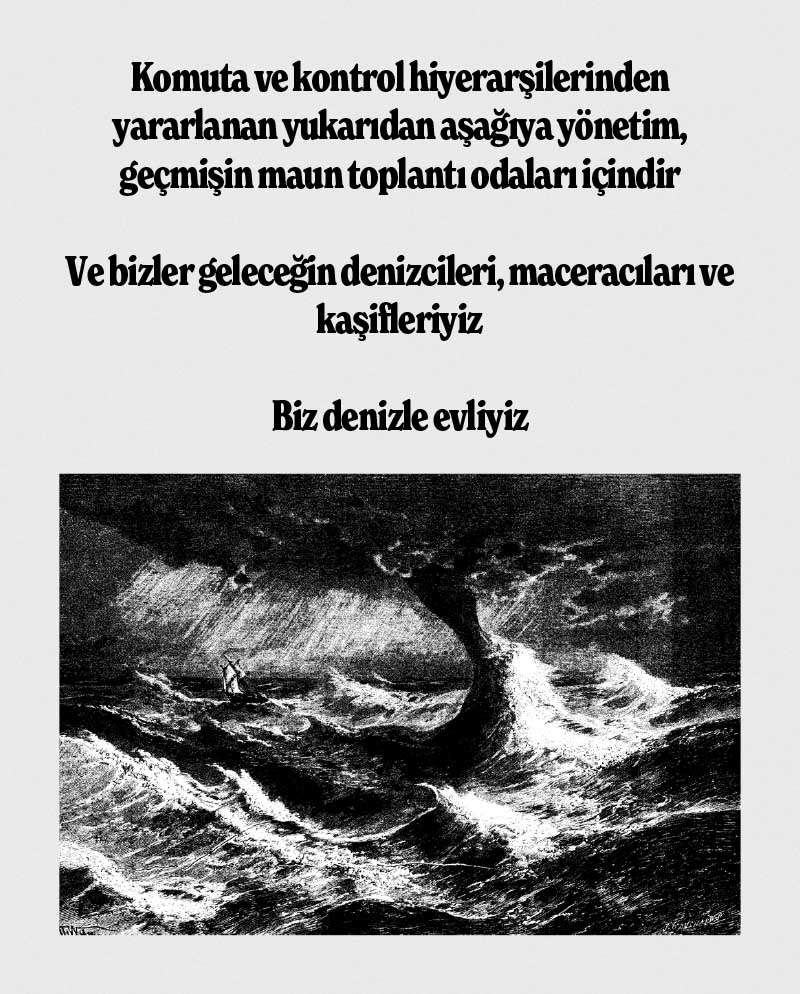 Komuta ve kontrol hiyerarşilerinden
yararlanan yukarıdan aşağıya yönetim,
geçmişin maun toplantı odaları içindir
Ve bizler geleceğin denizcileri, maceracıları ve
kaşifleriyiz
Biz denizle evliyiz